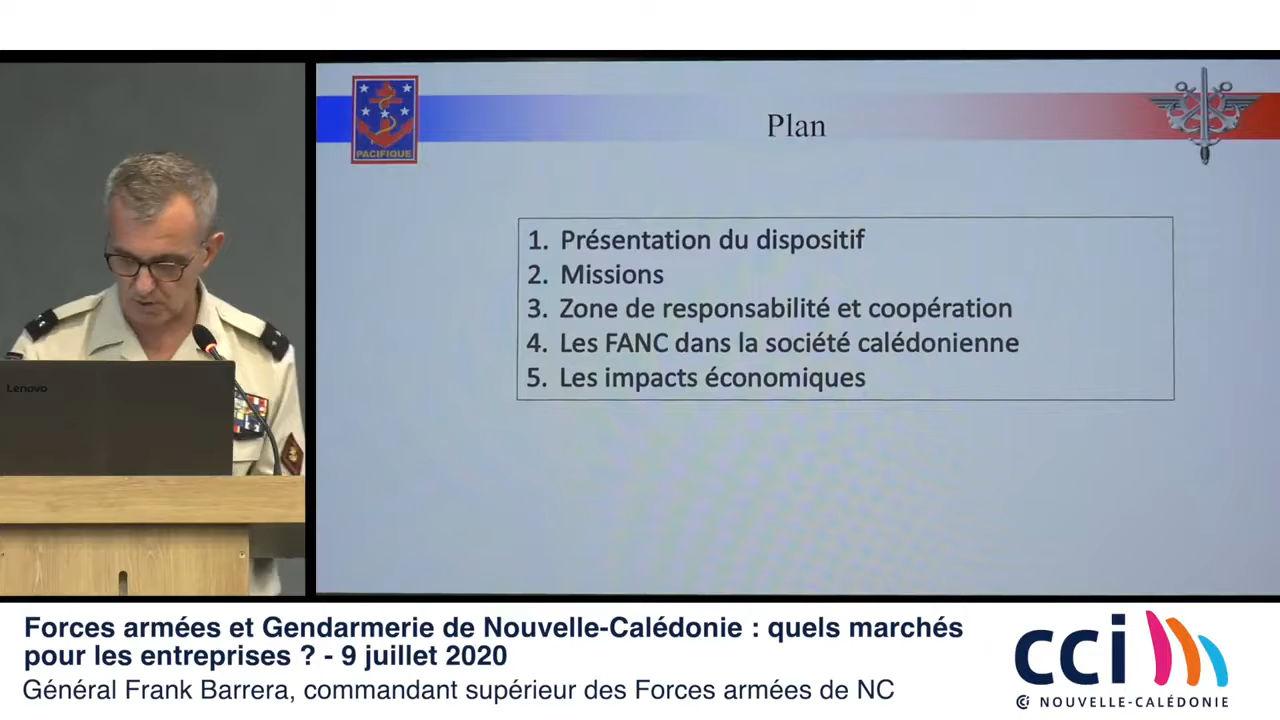 PACIFIQUE
Plan
1. Présentation du dispositif
2. Missions
3. Zone de responsabilité et coopération
4. Les FANC dans la société calédonienne
5. Les impacts économiques
Lenovo
Forces armées et Gendarmerie de Nouvelle-Calédonie : quels marchés
pour les entreprises ? - 9 juillet 2020
Général Frank Barrera, commandant supérieur des Forces armées de NC
cci
NOUVELLE-CALÉDONIE